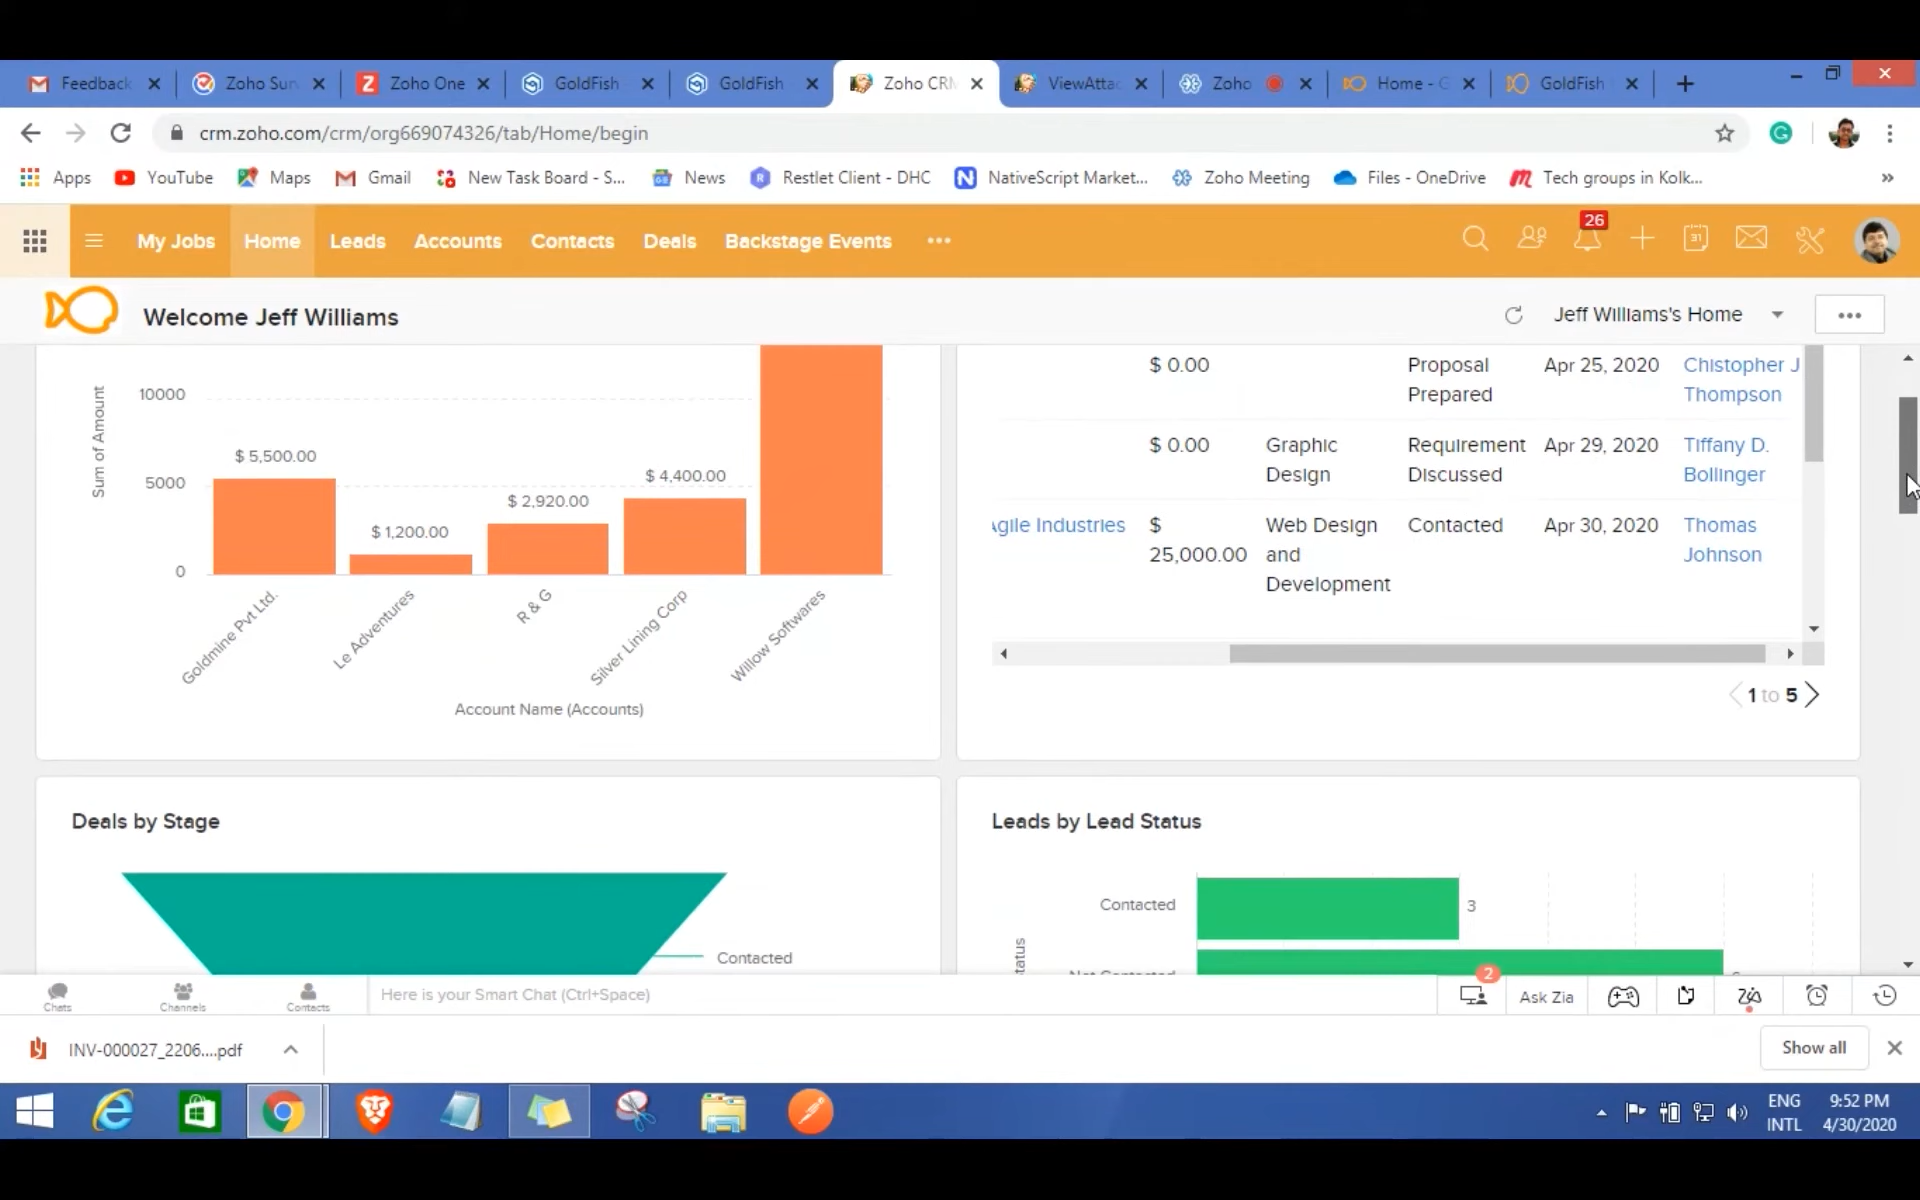 Feedback
Zoho Sur
Zoho One
GoldFish
GoldFish
Zoho CRM
ViewAttac
Zoho
Home - G
GoldFish
crm.zoho.com/crm/org669074326/tab/Home/begin
Apps
YouTube
Maps
Gmail
New Task Board - S...
News
Restlet Client - DHC
NativeScript Market...
Zoho Meeting
Files - OneDrive
Tech groups in Kolk...
My Jobs
Home
Leads
Accounts
Contacts
Deals
Backstage Events
26
31
Welcome Jeff Williams
Jeff Williams's Home
Sum of Amount
10000
5000
0
$ 5,500.00
$ 1,200.00
$ 2,920.00
$ 4,400.00
Goldmine Pvt Ltd.
Le Adventures
R & G
Silver Lining Corp
Willow Softwares
Account Name (Accounts)
$ 0.00
Proposal
Prepared
Apr 25, 2020
Chistopher J
Thompson
$ 0.00
Graphic
Design
Requirement
Discussed
Apr 29, 2020
Tiffany D.
Bollinger
Agile Industries
$
25,000.00
Web Design
and
Development
Contacted
Apr 30, 2020
Thomas
Johnson
1 to 5
Deals by Stage
Contacted
Leads by Lead Status
Contacted
3
Chats
Channels
Contacts
Here is your Smart Chat (Ctrl+Space)
2
Ask Zia
INV-000027_2206....pdf
Show all
ENG
INTL
9:52 PM
4/30/2020